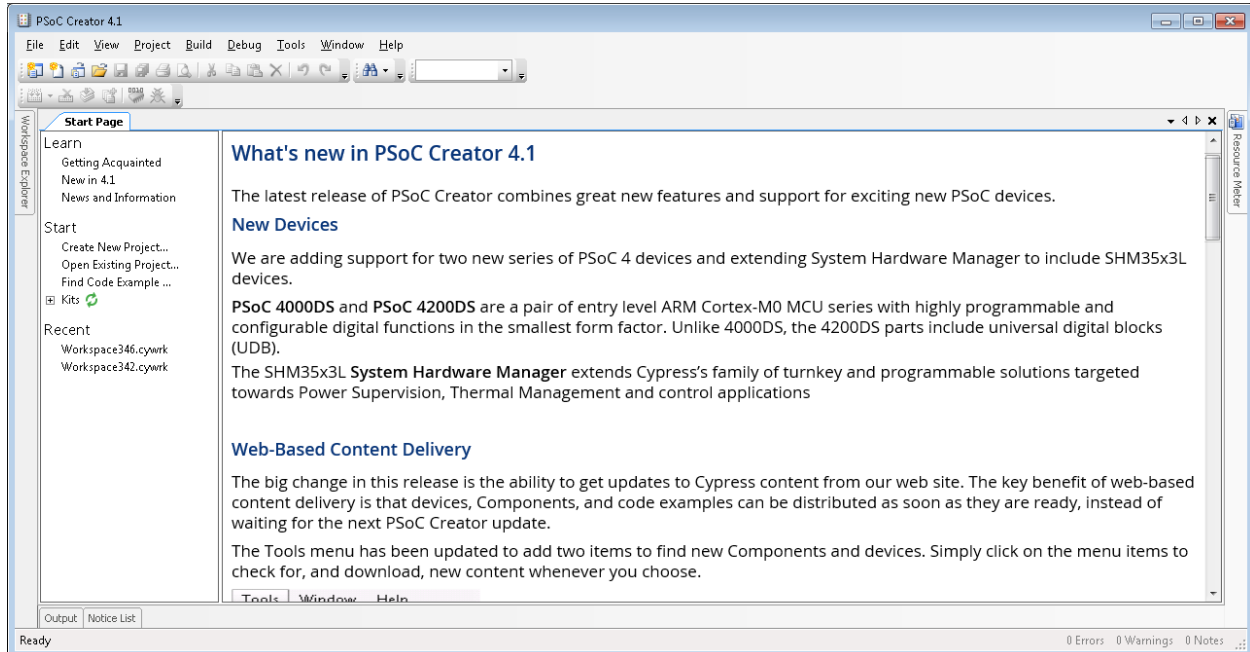 PSoC Creator 4.1
File Edit View Project Build Debug Tools Window Help
Workspace Explorer
Start Page
Resource Meter
Learn
Getting Acquainted
New in 4.1
News and Information
Start
Create New Project...
Open Existing Project...
Find Code Example ...
Kits
Recent
Workspace346.cywrk
Workspace342.cywrk
What's new in PSoC Creator 4.1
The latest release of PSoC Creator combines great new features and support for exciting new PSoC devices.
New Devices
We are adding support for two new series of PSoC 4 devices and extending System Hardware Manager to include SHM35x3L
devices.
PSoC 4000DS and PSoC 4200DS are a pair of entry level ARM Cortex-M0 MCU series with highly programmable and
configurable digital functions in the smallest form factor. Unlike 4000DS, the 4200DS parts include universal digital blocks
(UDB).
The SHM35x3L System Hardware Manager extends Cypress's family of turnkey and programmable solutions targeted
towards Power Supervision, Thermal Management and control applications
Web-Based Content Delivery
The big change in this release is the ability to get updates to Cypress content from our web site. The key benefit of web-based
content delivery is that devices, Components, and code examples can be distributed as soon as they are ready, instead of
waiting for the next PSoC Creator update.
The Tools menu has been updated to add two items to find new Components and devices. Simply click on the menu items to
check for, and download, new content whenever you choose.
Tools Window Help
Output Notice List
Ready 0 Errors 0 Warnings 0 Notes